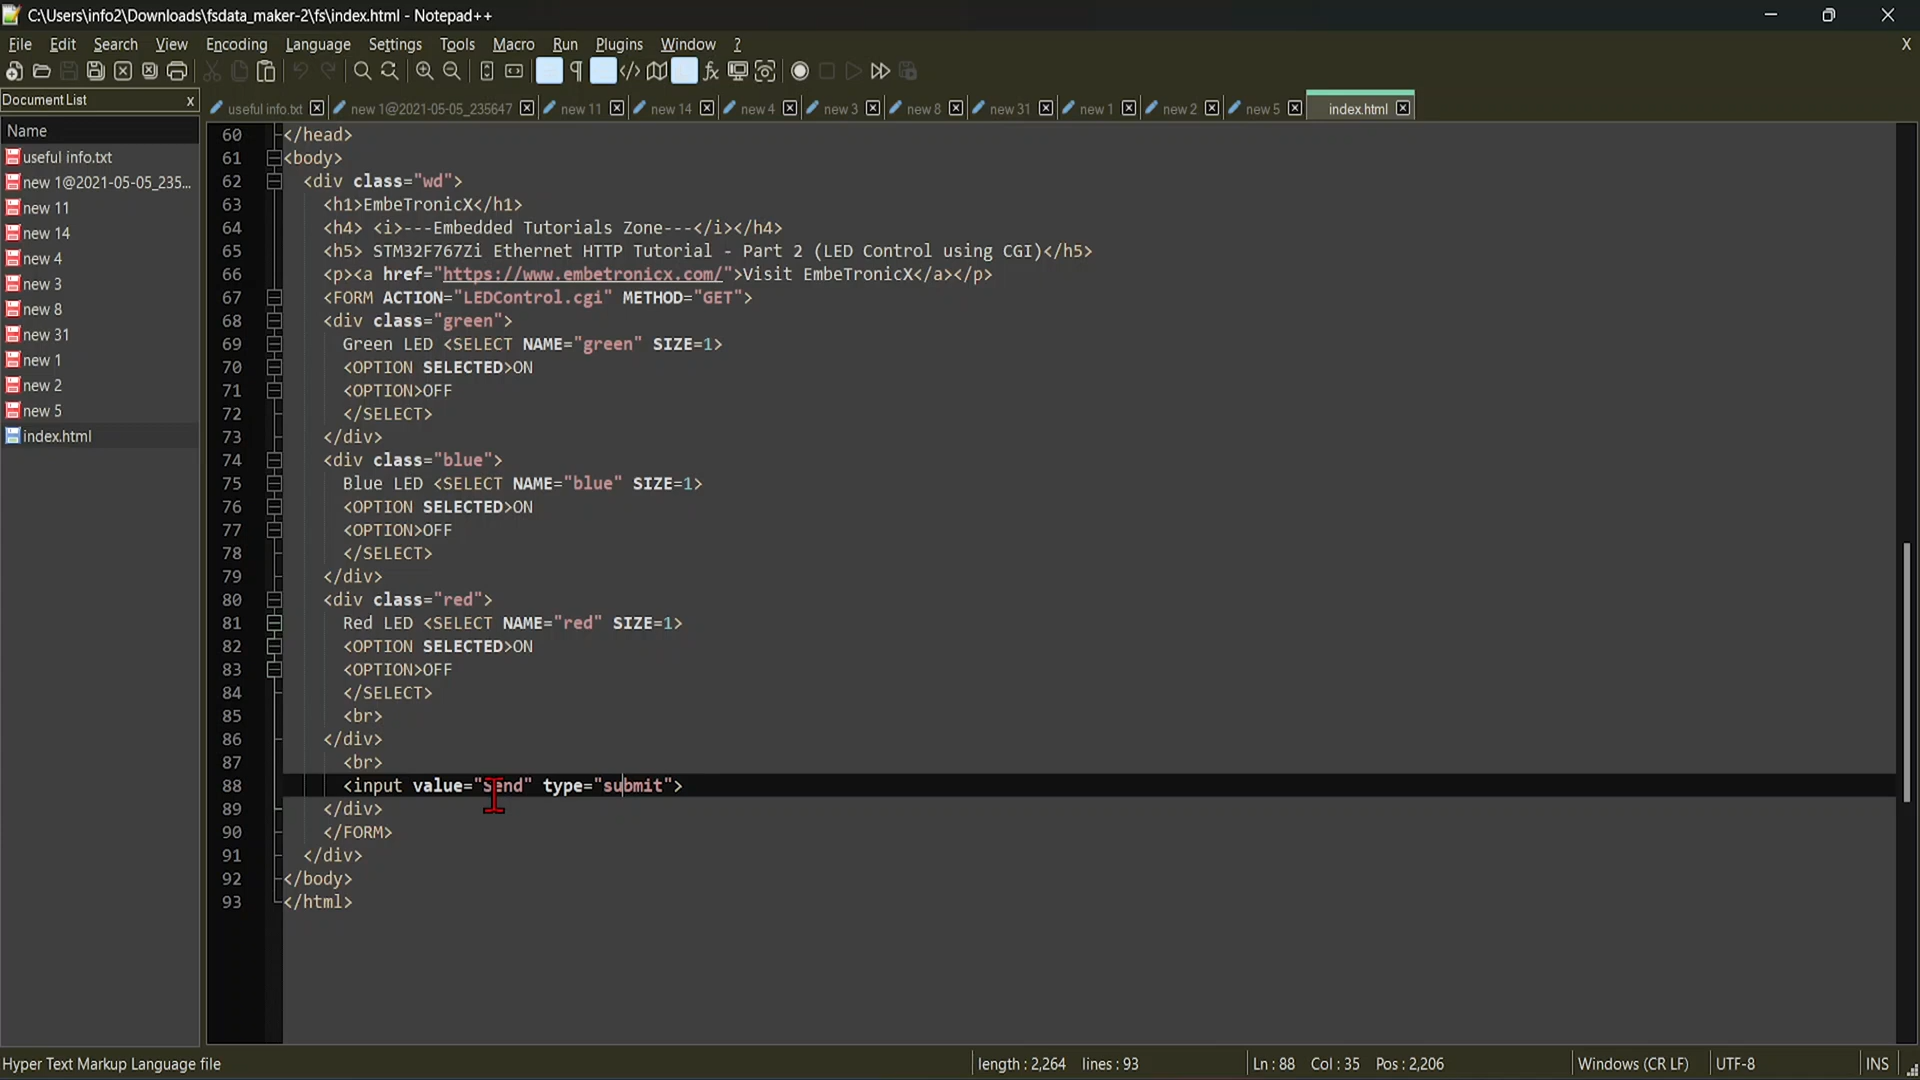 C:\Users\info2\Downloads\fsdata_maker-2\fs\index.html - Notepad++
File Edit Search View Encoding Language Settings Tools Macro Run Plugins Window ?
X
Document List x
useful info.txt new 1@2021-05-05_235647 new 11 new 14 new 4 new 3 new 8 new 31 new 1 new 2 new 5 index.html
Name
useful info.txt
new 1@2021-05-05_235...
new 11
new 14
new 4
new 3
new 8
new 31
new 1
new 2
new 5
index.html
60 </head>
61 <body>
62 <div class="wd">
63 <h1>EmbeTronicX</h1>
64 <h4> <i>---Embedded Tutorials Zone---</i></h4>
65 <h5> STM32F767Zi Ethernet HTTP Tutorial - Part 2 (LED Control using CGI)</h5>
66 <p><a href="https://www.embetronicx.com/">Visit EmbeTronicX</a></p>
67 <FORM ACTION="LEDControl.cgi" METHOD="GET">
68 <div class="green">
69 Green LED <SELECT NAME="green" SIZE=1>
70 <OPTION SELECTED>ON
71 <OPTION>OFF
72 </SELECT>
73 </div>
74 <div class="blue">
75 Blue LED <SELECT NAME="blue" SIZE=1>
76 <OPTION SELECTED>ON
77 <OPTION>OFF
78 </SELECT>
79 </div>
80 <div class="red">
81 Red LED <SELECT NAME="red" SIZE=1>
82 <OPTION SELECTED>ON
83 <OPTION>OFF
84 </SELECT>
85 <br>
86 </div>
87 <br>
88 <input value="Send" type="submit">
89 </div>
90 </FORM>
91 </div>
92 </body>
93 </html>
Hyper Text Markup Language file length : 2,264 lines : 93 Ln : 88 Col : 35 Pos : 2,206 Windows (CR LF) UTF-8 INS